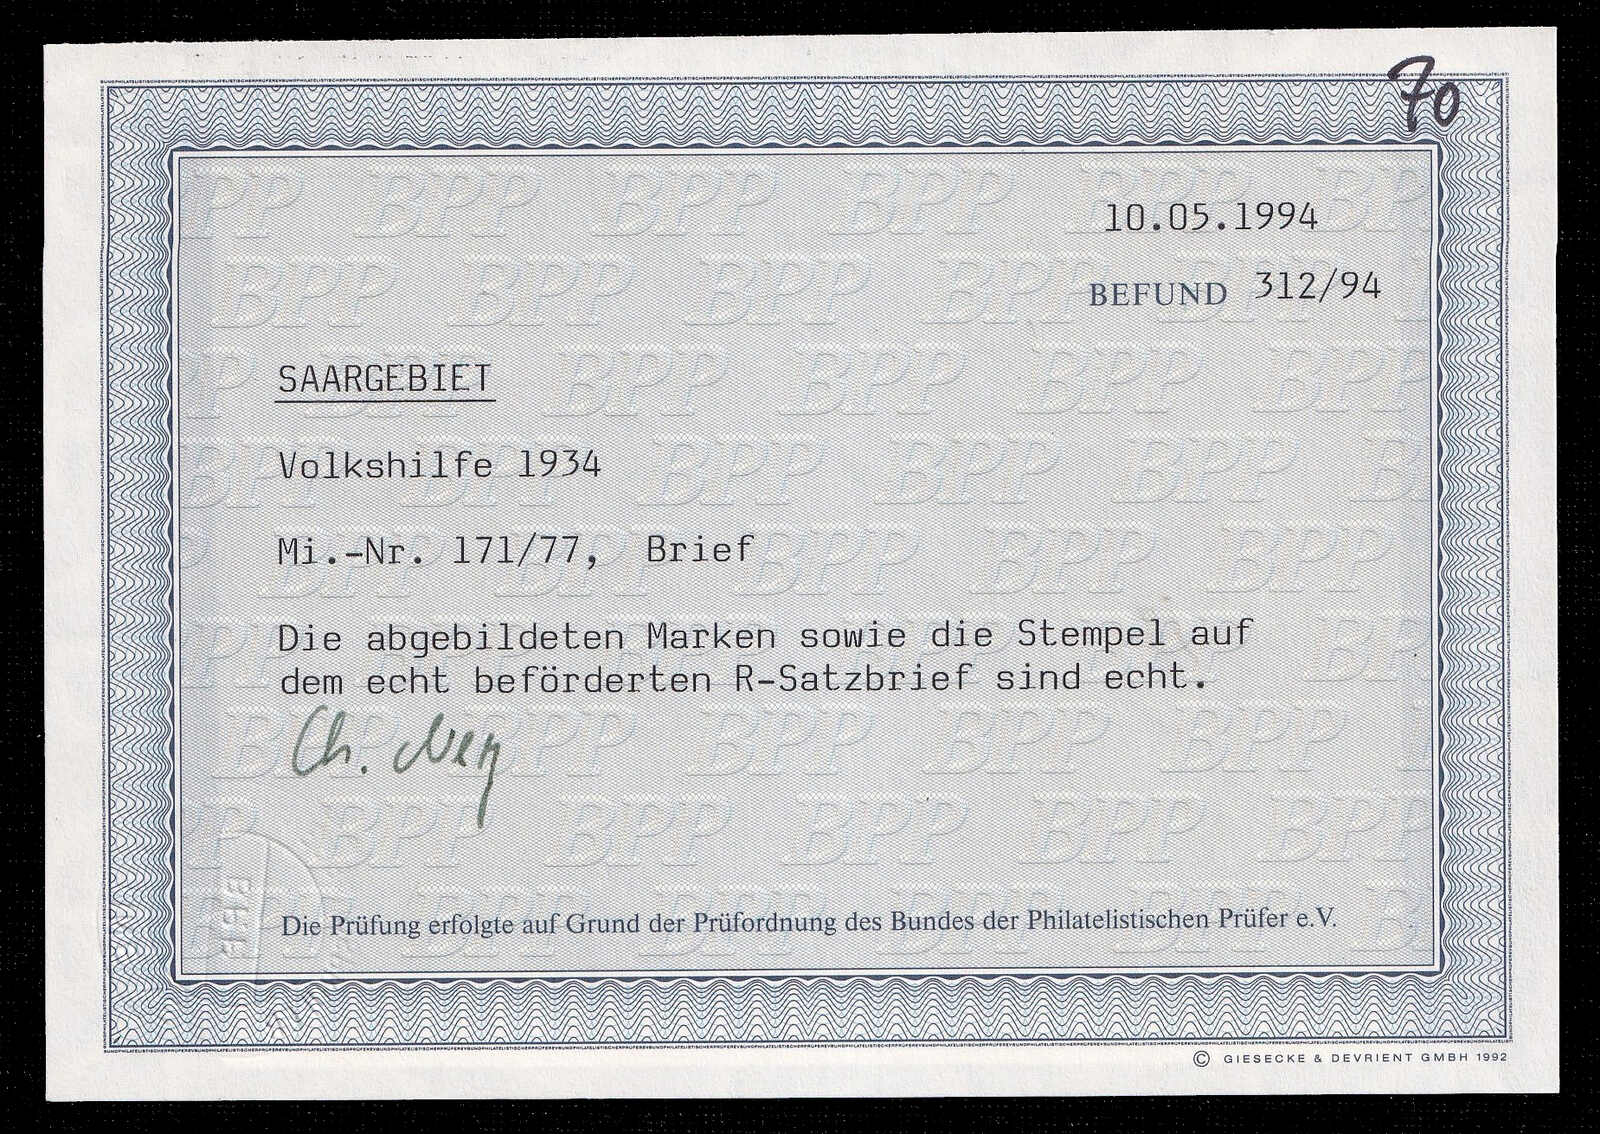 70
10.05.1994
BEFUND 312/94
SAARGEBIET
Volkshilfe 1934
Mi.-Nr. 171/77, Brief
Die abgebildeten Marken sowie die Stempel auf
dem echt beförderten R-Satzbrief sind echt.
Ch. Ney
Die Prüfung erfolgte auf Grund der Prüfordnung des Bundes der Philatelistischen Prüfer e.V.
© GIESECKE & DEVRIENT GMBH 1992